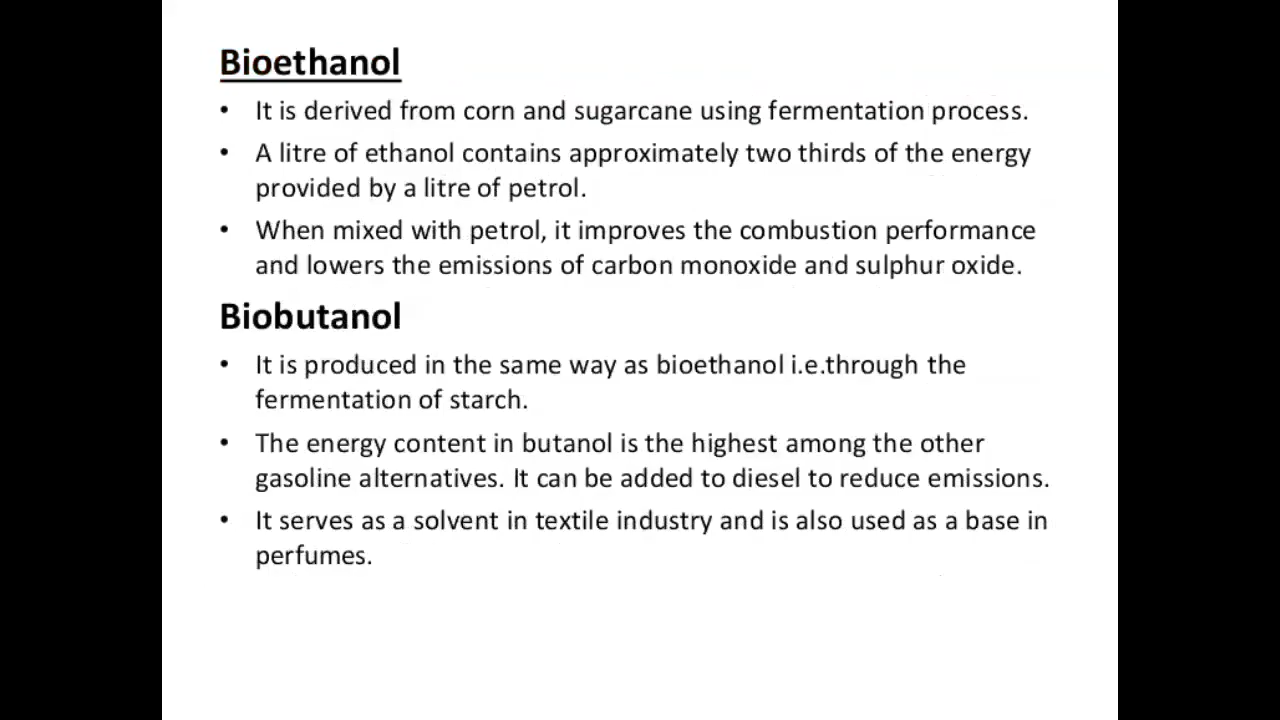 Bioethanol
• It is derived from corn and sugarcane using fermentation process.
• A litre of ethanol contains approximately two thirds of the energy
provided by a litre of petrol.
• When mixed with petrol, it improves the combustion performance
and lowers the emissions of carbon monoxide and sulphur oxide.
Biobutanol
• It is produced in the same way as bioethanol i.e.through the
fermentation of starch.
• The energy content in butanol is the highest among the other
gasoline alternatives. It can be added to diesel to reduce emissions.
• It serves as a solvent in textile industry and is also used as a base in
perfumes.